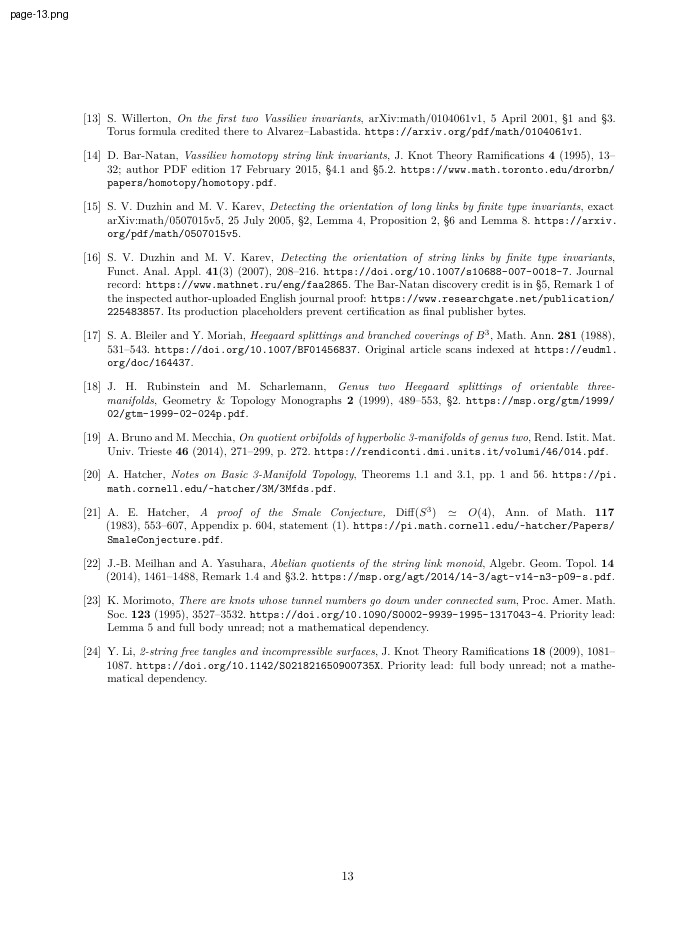 page-13.png
[13] S. Willerton, On the first two Vassiliev invariants, arXiv:math/0104061v1, 5 April 2001, §1 and §3.
Torus formula credited there to Alvarez–Labastida. https://arxiv.org/pdf/math/0104061v1.
[14] D. Bar-Natan, Vassiliev homotopy string link invariants, J. Knot Theory Ramifications 4 (1995), 13–
32; author PDF edition 17 February 2015, §4.1 and §5.2. https://www.math.toronto.edu/drorbn/
papers/homotopy/homotopy.pdf.
[15] S. V. Duzhin and M. V. Karev, Detecting the orientation of long links by finite type invariants, exact
arXiv:math/0507015v5, 25 July 2005, §2, Lemma 4, Proposition 2, §6 and Lemma 8. https://arxiv.
org/pdf/math/0507015v5.
[16] S. V. Duzhin and M. V. Karev, Detecting the orientation of string links by finite type invariants,
Funct. Anal. Appl. 41(3) (2007), 208–216. https://doi.org/10.1007/s10688-007-0018-7. Journal
record: https://www.mathnet.ru/eng/faa2865. The Bar-Natan discovery credit is in §5, Remark 1 of
the inspected author-uploaded English journal proof: https://www.researchgate.net/publication/
225483857. Its production placeholders prevent certification as final publisher bytes.
[17] S. A. Bleiler and Y. Moriah, Heegaard splittings and branched coverings of B³, Math. Ann. 281 (1988),
531–543. https://doi.org/10.1007/BF01456837. Original article scans indexed at https://eudml.
org/doc/164437.
[18] J. H. Rubinstein and M. Scharlemann, Genus two Heegaard splittings of orientable three-
manifolds, Geometry & Topology Monographs 2 (1999), 489–553, §2. https://msp.org/gtm/1999/
02/gtm-1999-02-024p.pdf.
[19] A. Bruno and M. Mecchia, On quotient orbifolds of hyperbolic 3-manifolds of genus two, Rend. Istit. Mat.
Univ. Trieste 46 (2014), 271–299, p. 272. https://rendiconti.dmi.units.it/volumi/46/014.pdf.
[20] A. Hatcher, Notes on Basic 3-Manifold Topology, Theorems 1.1 and 3.1, pp. 1 and 56. https://pi.
math.cornell.edu/~hatcher/3M/3Mfds.pdf.
[21] A. E. Hatcher, A proof of the Smale Conjecture, Diff(S³) ≃ O(4), Ann. of Math. 117
(1983), 553–607, Appendix p. 604, statement (1). https://pi.math.cornell.edu/~hatcher/Papers/
SmaleConjecture.pdf.
[22] J.-B. Meilhan and A. Yasuhara, Abelian quotients of the string link monoid, Algebr. Geom. Topol. 14
(2014), 1461–1488, Remark 1.4 and §3.2. https://msp.org/agt/2014/14-3/agt-v14-n3-p09-s.pdf.
[23] K. Morimoto, There are knots whose tunnel numbers go down under connected sum, Proc. Amer. Math.
Soc. 123 (1995), 3527–3532. https://doi.org/10.1090/S0002-9939-1995-1317043-4. Priority lead:
Lemma 5 and full body unread; not a mathematical dependency.
[24] Y. Li, 2-string free tangles and incompressible surfaces, J. Knot Theory Ramifications 18 (2009), 1081–
1087. https://doi.org/10.1142/S021821650900735X. Priority lead: full body unread; not a mathe-
matical dependency.
13